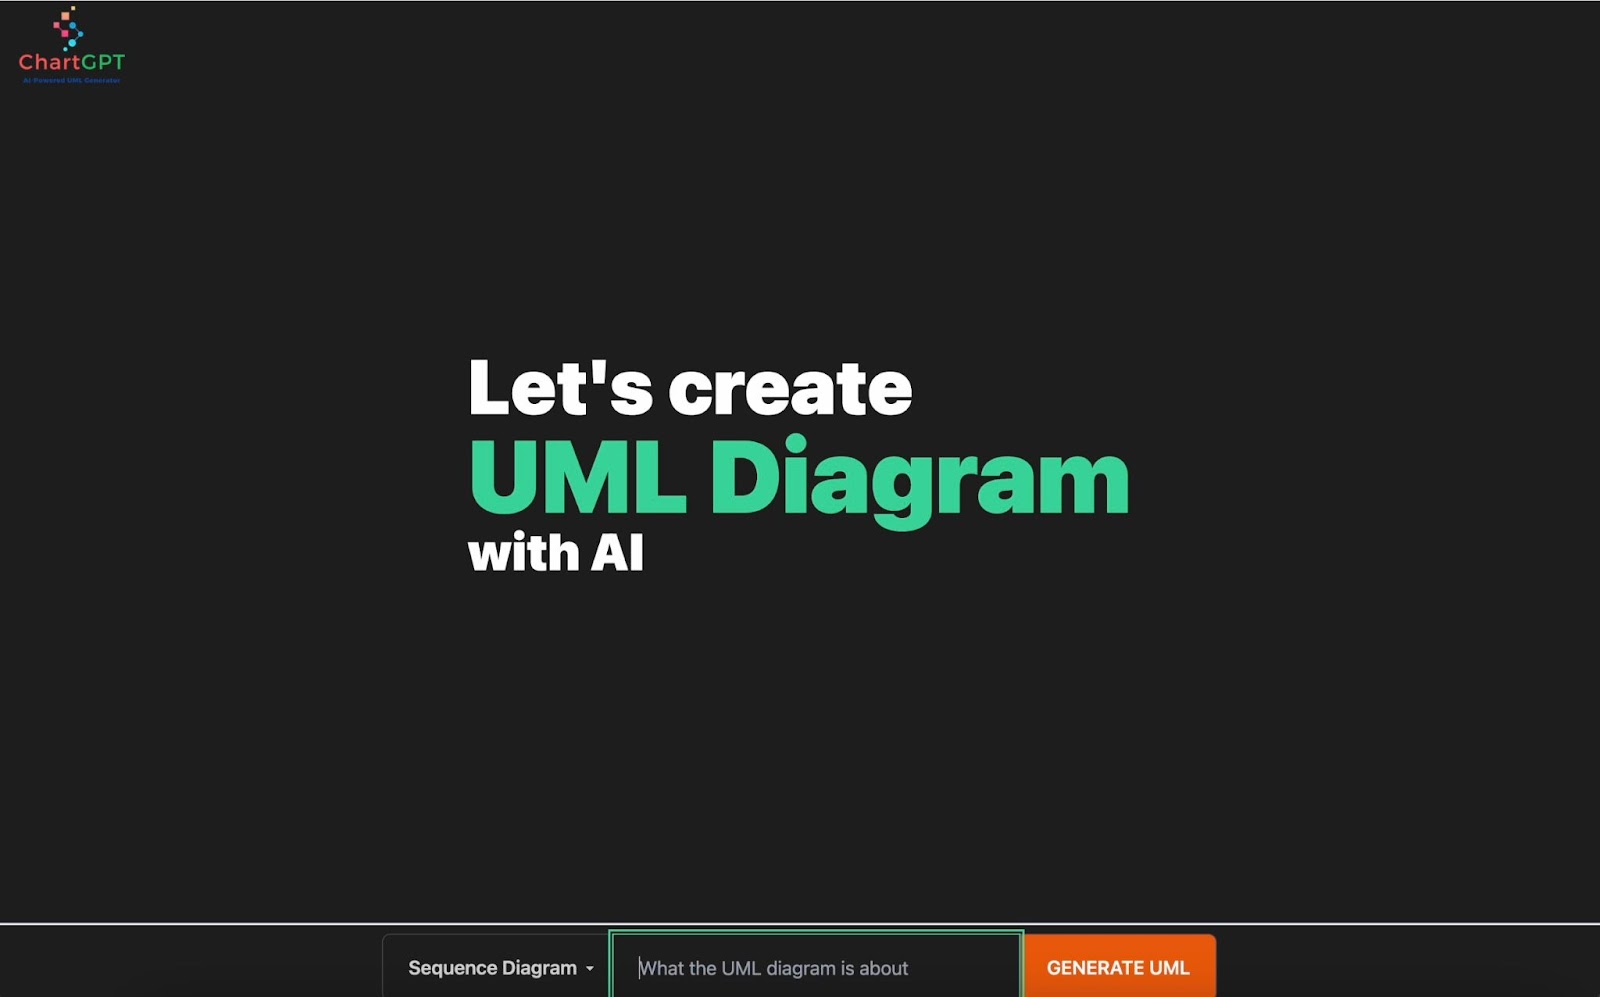 ChartGPT
AI Powered UML Generator
Let's create
UML Diagram
with AI
Sequence Diagram
What the UML diagram is about
GENERATE UML